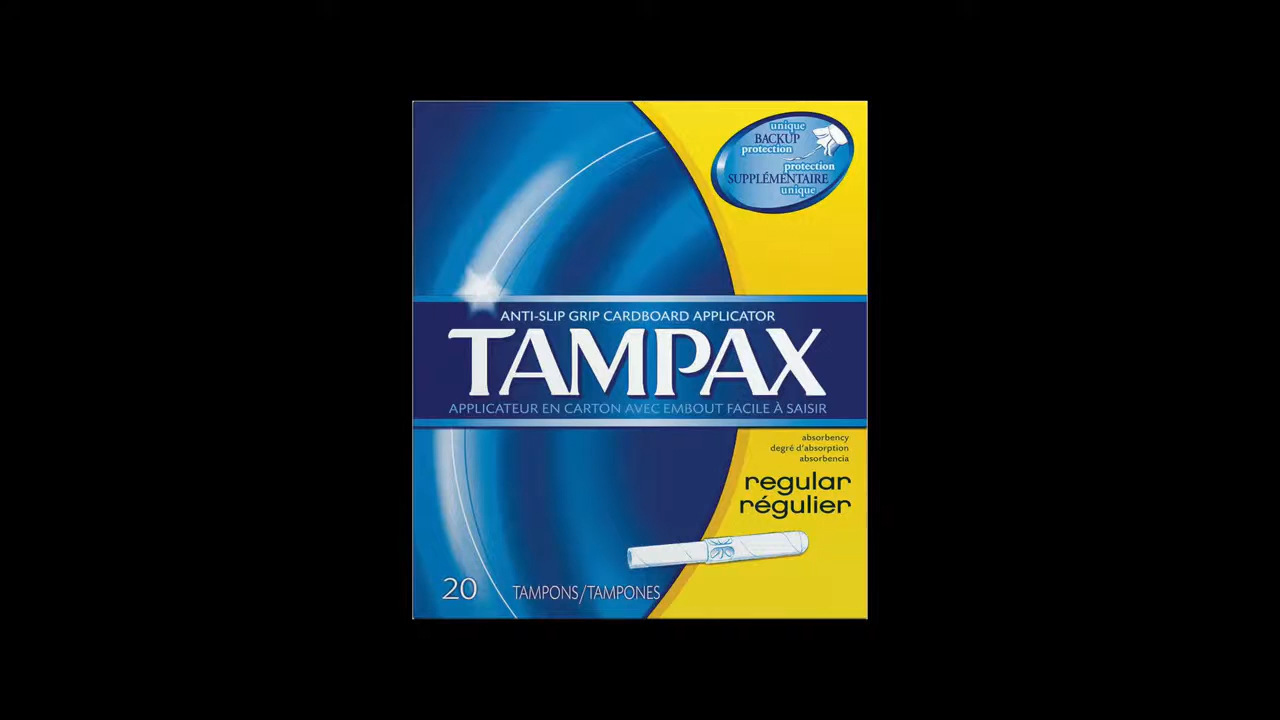 unique
BACKUP
protection
protection
SUPPLÉMENTAIRE
unique
ANTI-SLIP GRIP CARDBOARD APPLICATOR
TAMPAX
APPLICATEUR EN CARTON AVEC EMBOUT FACILE À SAISIR
absorbency
degré d'absorption
absorbencia
regular
régulier
20 TAMPONS/TAMPONES